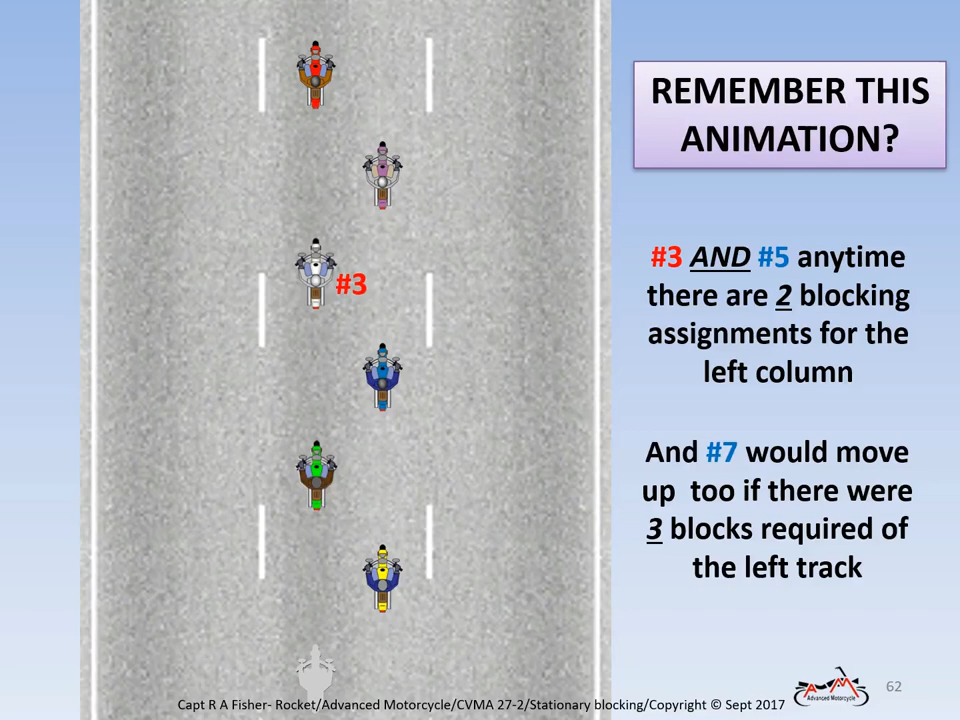 REMEMBER THIS
ANIMATION?
#3
#3 AND #5 anytime
there are 2 blocking
assignments for the
left column
And #7 would move
up too if there were
3 blocks required of
the left track
Advanced Motorcycle
62
Capt R A Fisher- Rocket/Advanced Motorcycle/CVMA 27-2/Stationary blocking/Copyright © Sept 2017